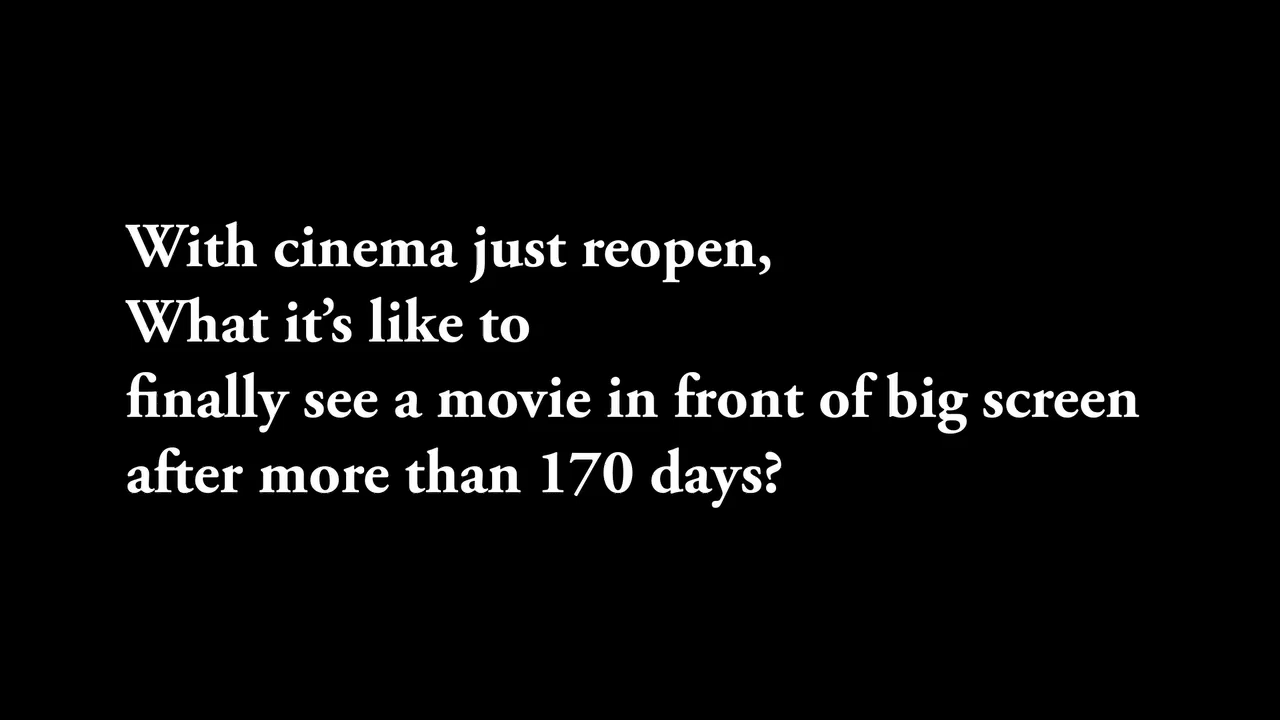 With cinema just reopen,
What it’s like to
finally see a movie in front of big screen
after more than 170 days?